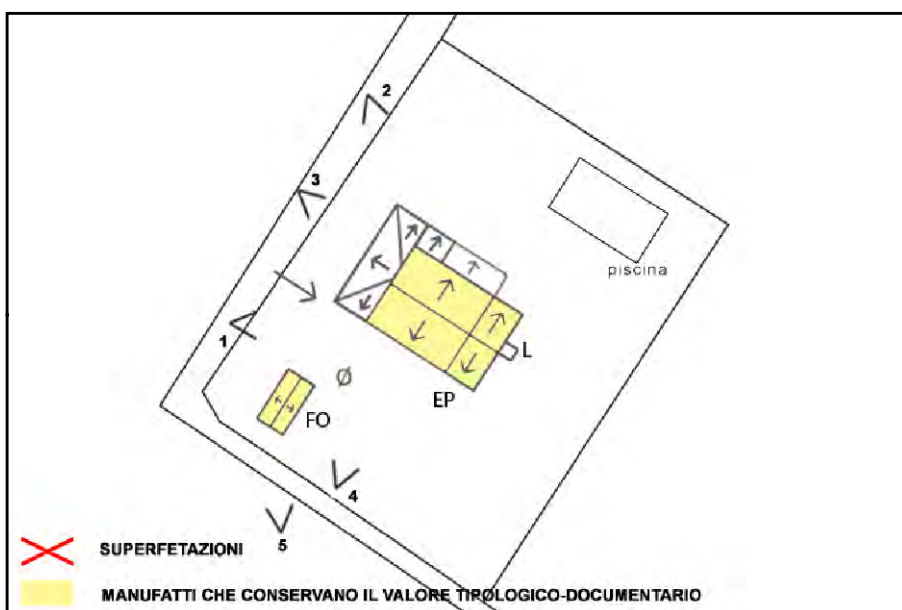 2
3
piscina
1
L
EP
Ø
FO
4
5
SUPERFETAZIONI
MANUFATTI CHE CONSERVANO IL VALORE TIPOLOGICO-DOCUMENTARIO